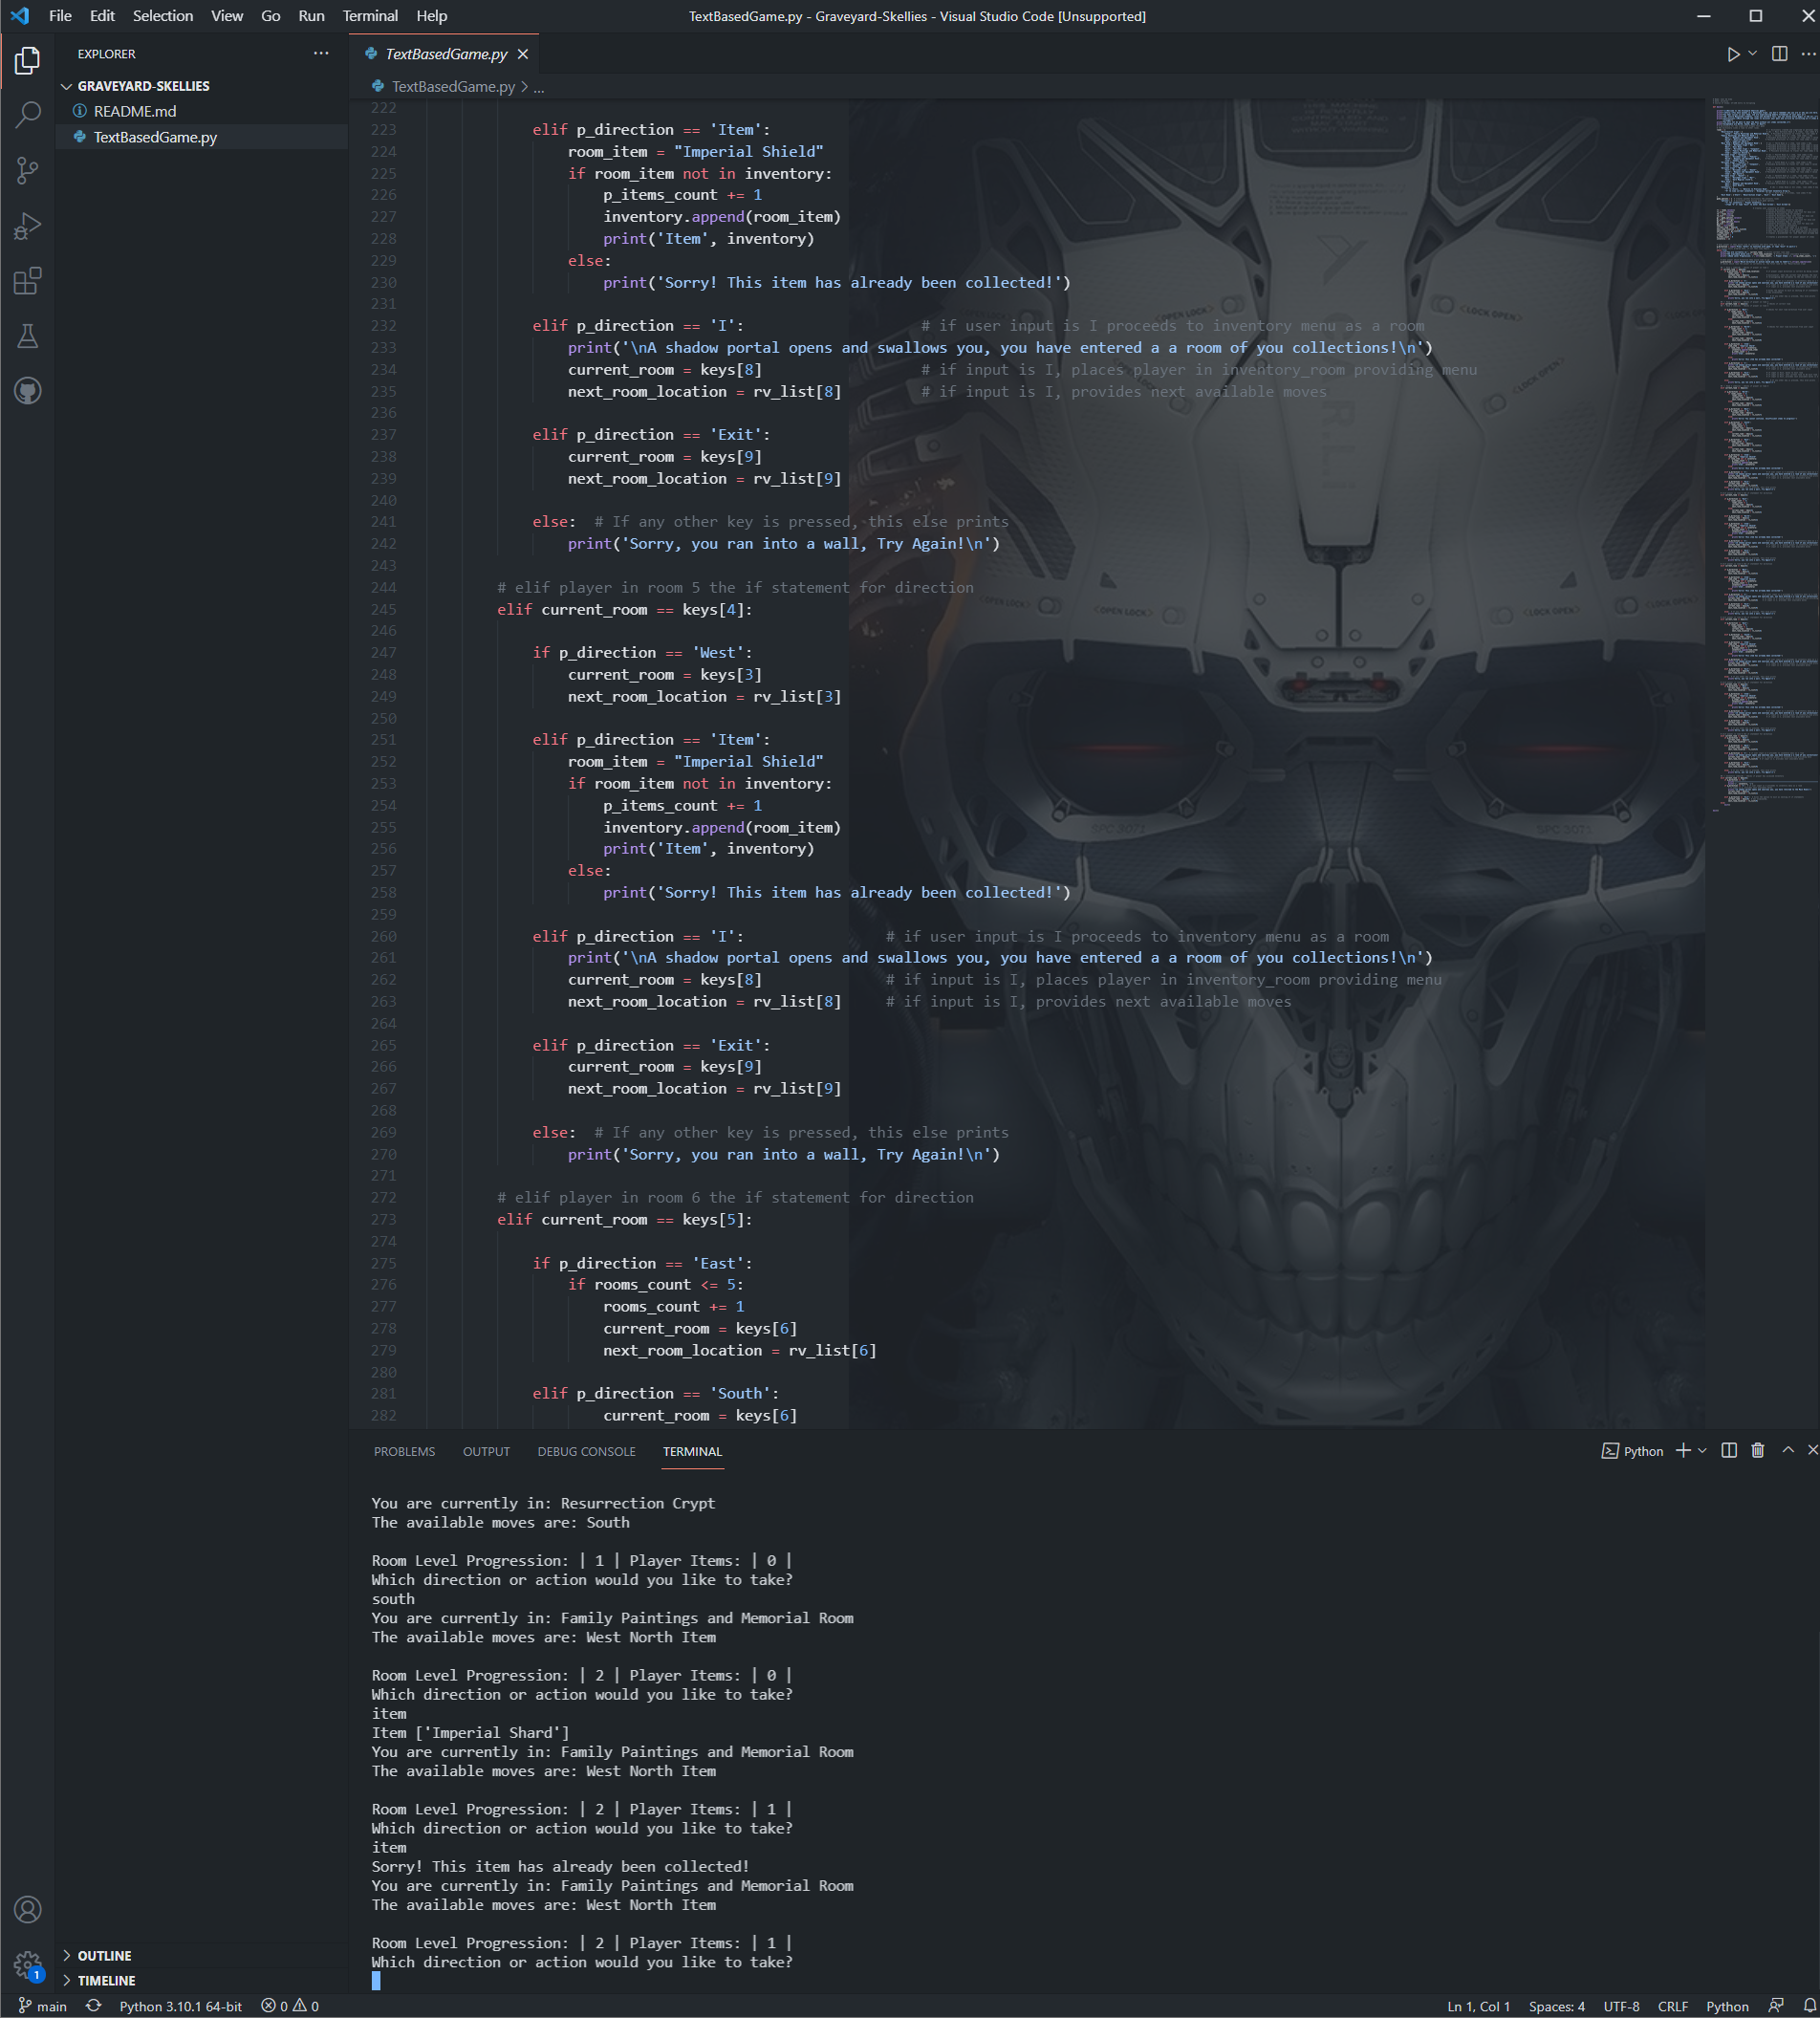 File Edit Selection View Go Run Terminal Help
TextBasedGame.py - Graveyard-Skellies - Visual Studio Code [Unsupported]
EXPLORER
GRAVEYARD-SKELLIES
README.md
TextBasedGame.py
TextBasedGame.py
TextBasedGame.py > ...
222
223 elif p_direction == 'Item':
224 room_item = "Imperial Shield"
225 if room_item not in inventory:
226 p_items_count += 1
227 inventory.append(room_item)
228 print('Item', inventory)
229 else:
230 print('Sorry! This item has already been collected!')
231
232 elif p_direction == 'I': # if user input is I proceeds to inventory menu as a room
233 print('\nA shadow portal opens and swallows you, you have entered a a room of you collections!\n')
234 current_room = keys[8] # if input is I, places player in inventory_room providing menu
235 next_room_location = rv_list[8] # if input is I, provides next available moves
236
237 elif p_direction == 'Exit':
238 current_room = keys[9]
239 next_room_location = rv_list[9]
240
241 else: # If any other key is pressed, this else prints
242 print('Sorry, you ran into a wall, Try Again!\n')
243
244 # elif player in room 5 the if statement for direction
245 elif current_room == keys[4]:
246
247 if p_direction == 'West':
248 current_room = keys[3]
249 next_room_location = rv_list[3]
250
251 elif p_direction == 'Item':
252 room_item = "Imperial Shield"
253 if room_item not in inventory:
254 p_items_count += 1
255 inventory.append(room_item)
256 print('Item', inventory)
257 else:
258 print('Sorry! This item has already been collected!')
259
260 elif p_direction == 'I': # if user input is I proceeds to inventory menu as a room
261 print('\nA shadow portal opens and swallows you, you have entered a a room of you collections!\n')
262 current_room = keys[8] # if input is I, places player in inventory_room providing menu
263 next_room_location = rv_list[8] # if input is I, provides next available moves
264
265 elif p_direction == 'Exit':
266 current_room = keys[9]
267 next_room_location = rv_list[9]
268
269 else: # If any other key is pressed, this else prints
270 print('Sorry, you ran into a wall, Try Again!\n')
271
272 # elif player in room 6 the if statement for direction
273 elif current_room == keys[5]:
274
275 if p_direction == 'East':
276 if rooms_count <= 5:
277 rooms_count += 1
278 current_room = keys[6]
279 next_room_location = rv_list[6]
280
281 elif p_direction == 'South':
282 current_room = keys[6]
OPEN LOCK
LOCK OPEN
OPEN LOCK
LOCK OPEN
OPEN LOCK
OPEN LOCK
LOCK OPEN
LOCK OPEN
SPC-3071
SPC-3071
PROBLEMS OUTPUT DEBUG CONSOLE TERMINAL
Python
You are currently in: Resurrection Crypt
The available moves are: South
Room Level Progression: | 1 | Player Items: | 0 |
Which direction or action would you like to take?
south
You are currently in: Family Paintings and Memorial Room
The available moves are: West North Item
Room Level Progression: | 2 | Player Items: | 0 |
Which direction or action would you like to take?
item
Item ['Imperial Shard']
You are currently in: Family Paintings and Memorial Room
The available moves are: West North Item
Room Level Progression: | 2 | Player Items: | 1 |
Which direction or action would you like to take?
item
Sorry! This item has already been collected!
You are currently in: Family Paintings and Memorial Room
The available moves are: West North Item
Room Level Progression: | 2 | Player Items: | 1 |
Which direction or action would you like to take?
OUTLINE
TIMELINE
1
main Python 3.10.1 64-bit 0 0
Ln 1, Col 1 Spaces: 4 UTF-8 CRLF Python